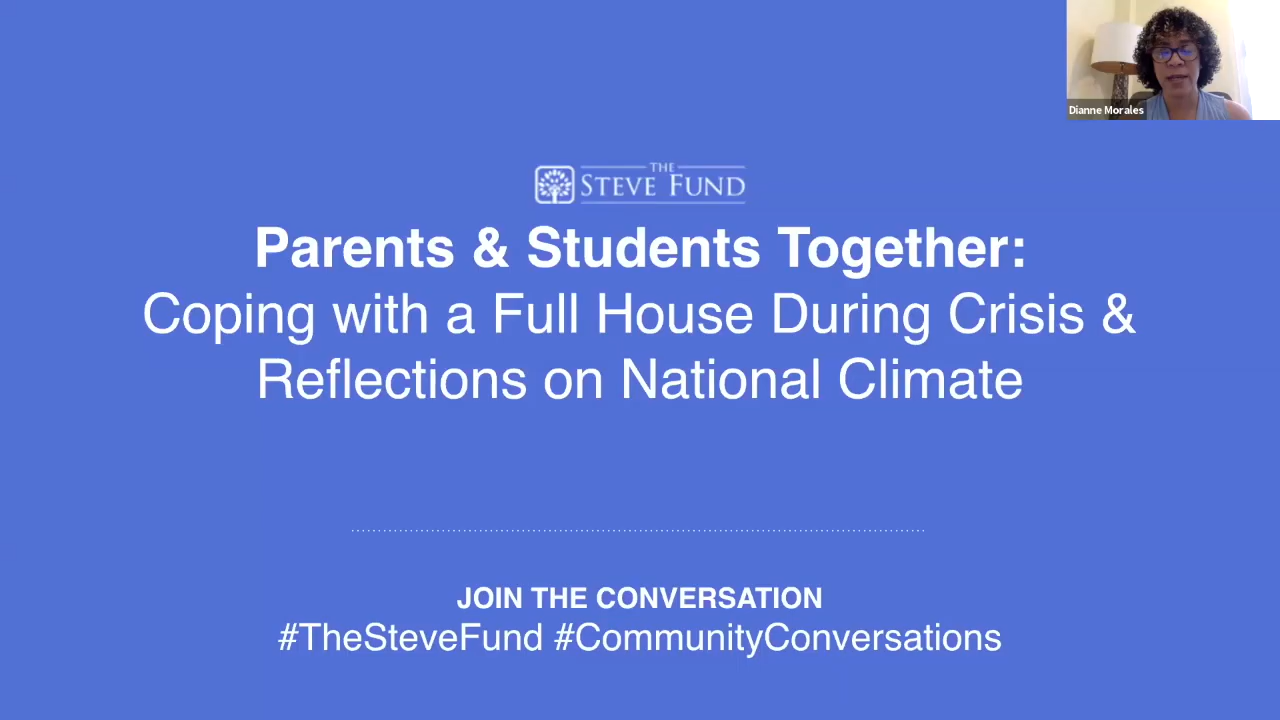 Dianne Morales
THE
STEVE FUND
Parents & Students Together:
Coping with a Full House During Crisis &
Reflections on National Climate
JOIN THE CONVERSATION
#TheSteveFund #CommunityConversations